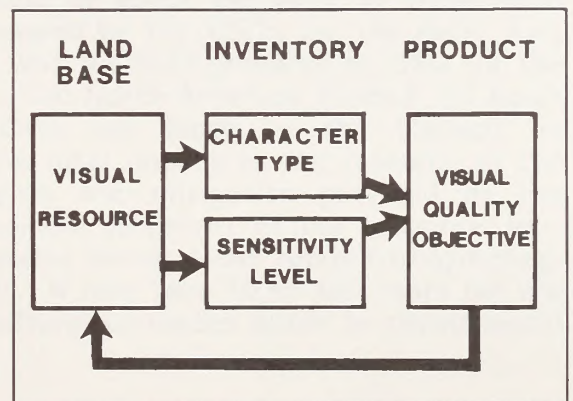 LAND
BASE
INVENTORY
PRODUCT
VISUAL
RESOURCE
CHARACTER
TYPE
SENSITIVITY
LEVEL
VISUAL
QUALITY
OBJECTIVE